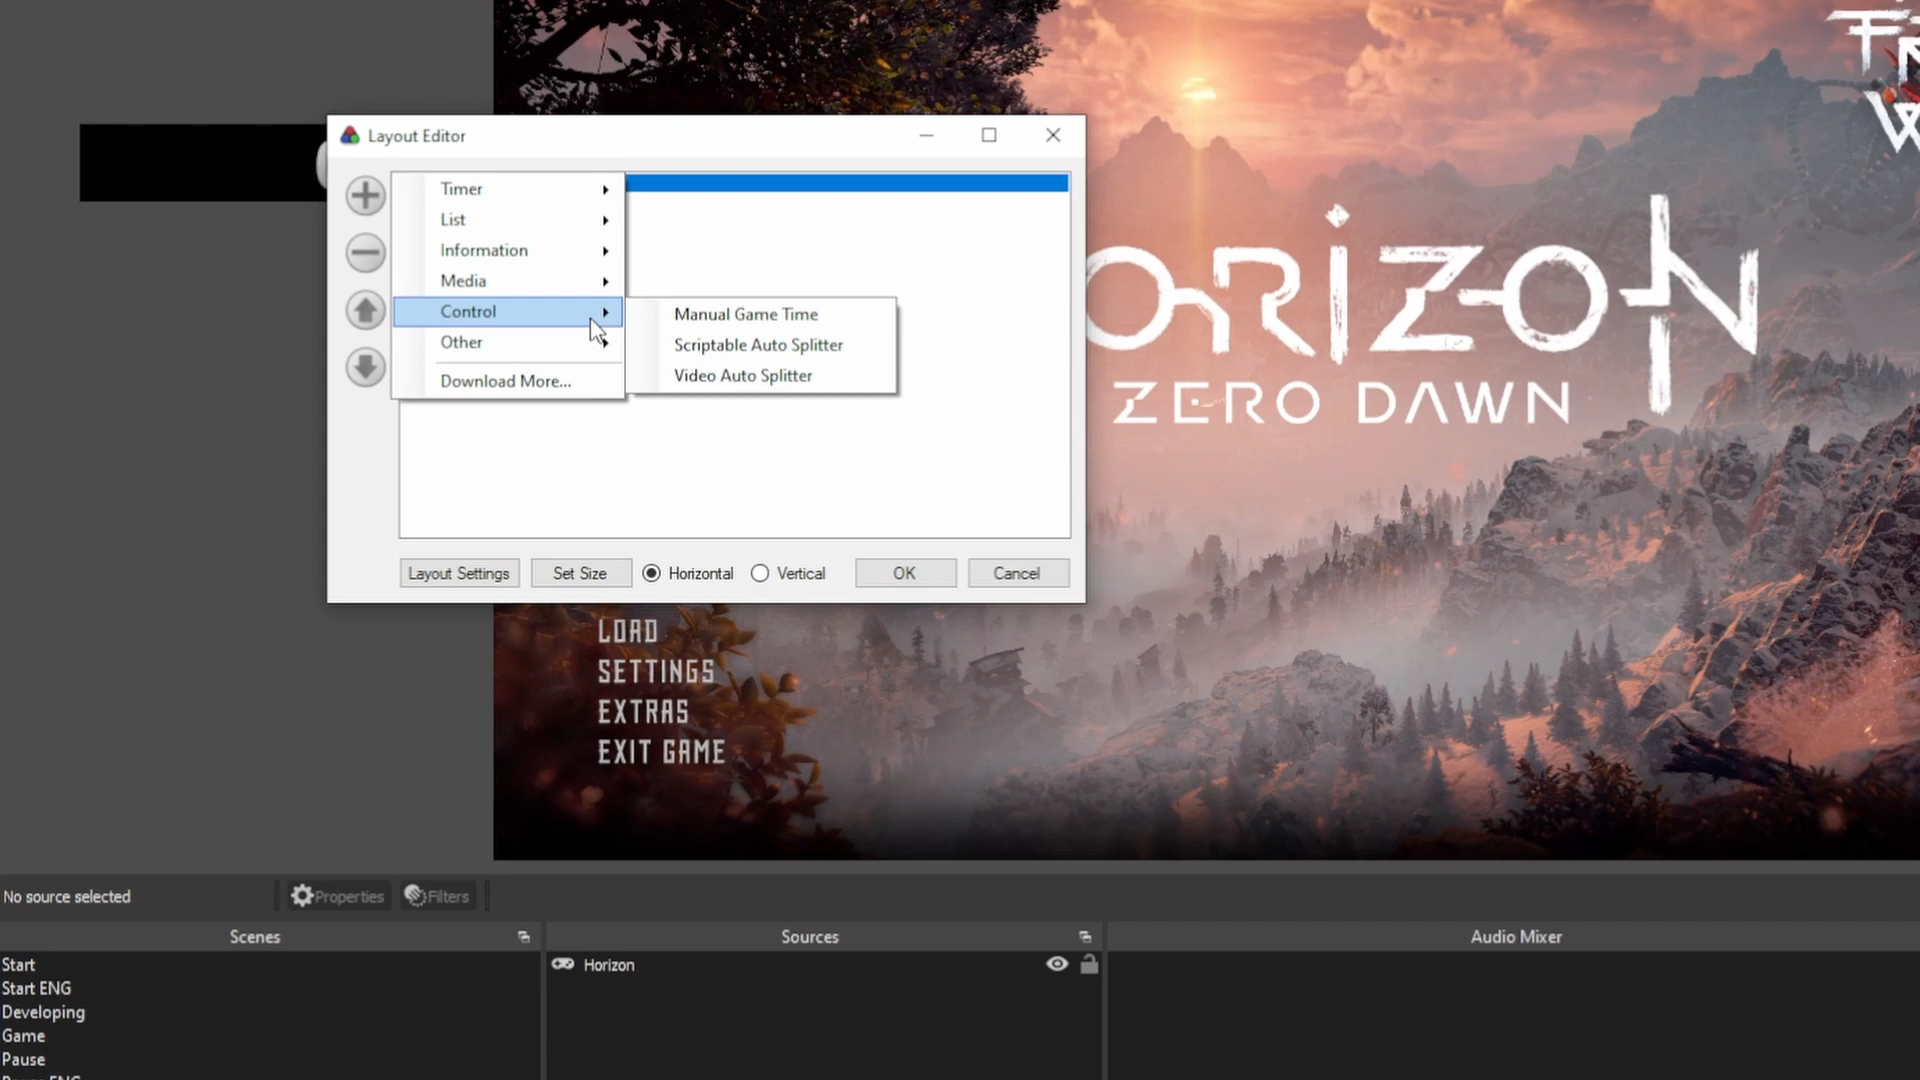 Layout Editor
Timer
List
Information
Media
Control
Other
Download More...
Manual Game Time
Scriptable Auto Splitter
Video Auto Splitter
Layout Settings
Set Size
Horizontal
Vertical
OK
Cancel
ORIZON
ZERO DAWN
LOAD
SETTINGS
EXTRAS
EXIT GAME
No source selected
Properties
Filters
Scenes
Sources
Audio Mixer
Start
Start ENG
Developing
Game
Pause
Horizon